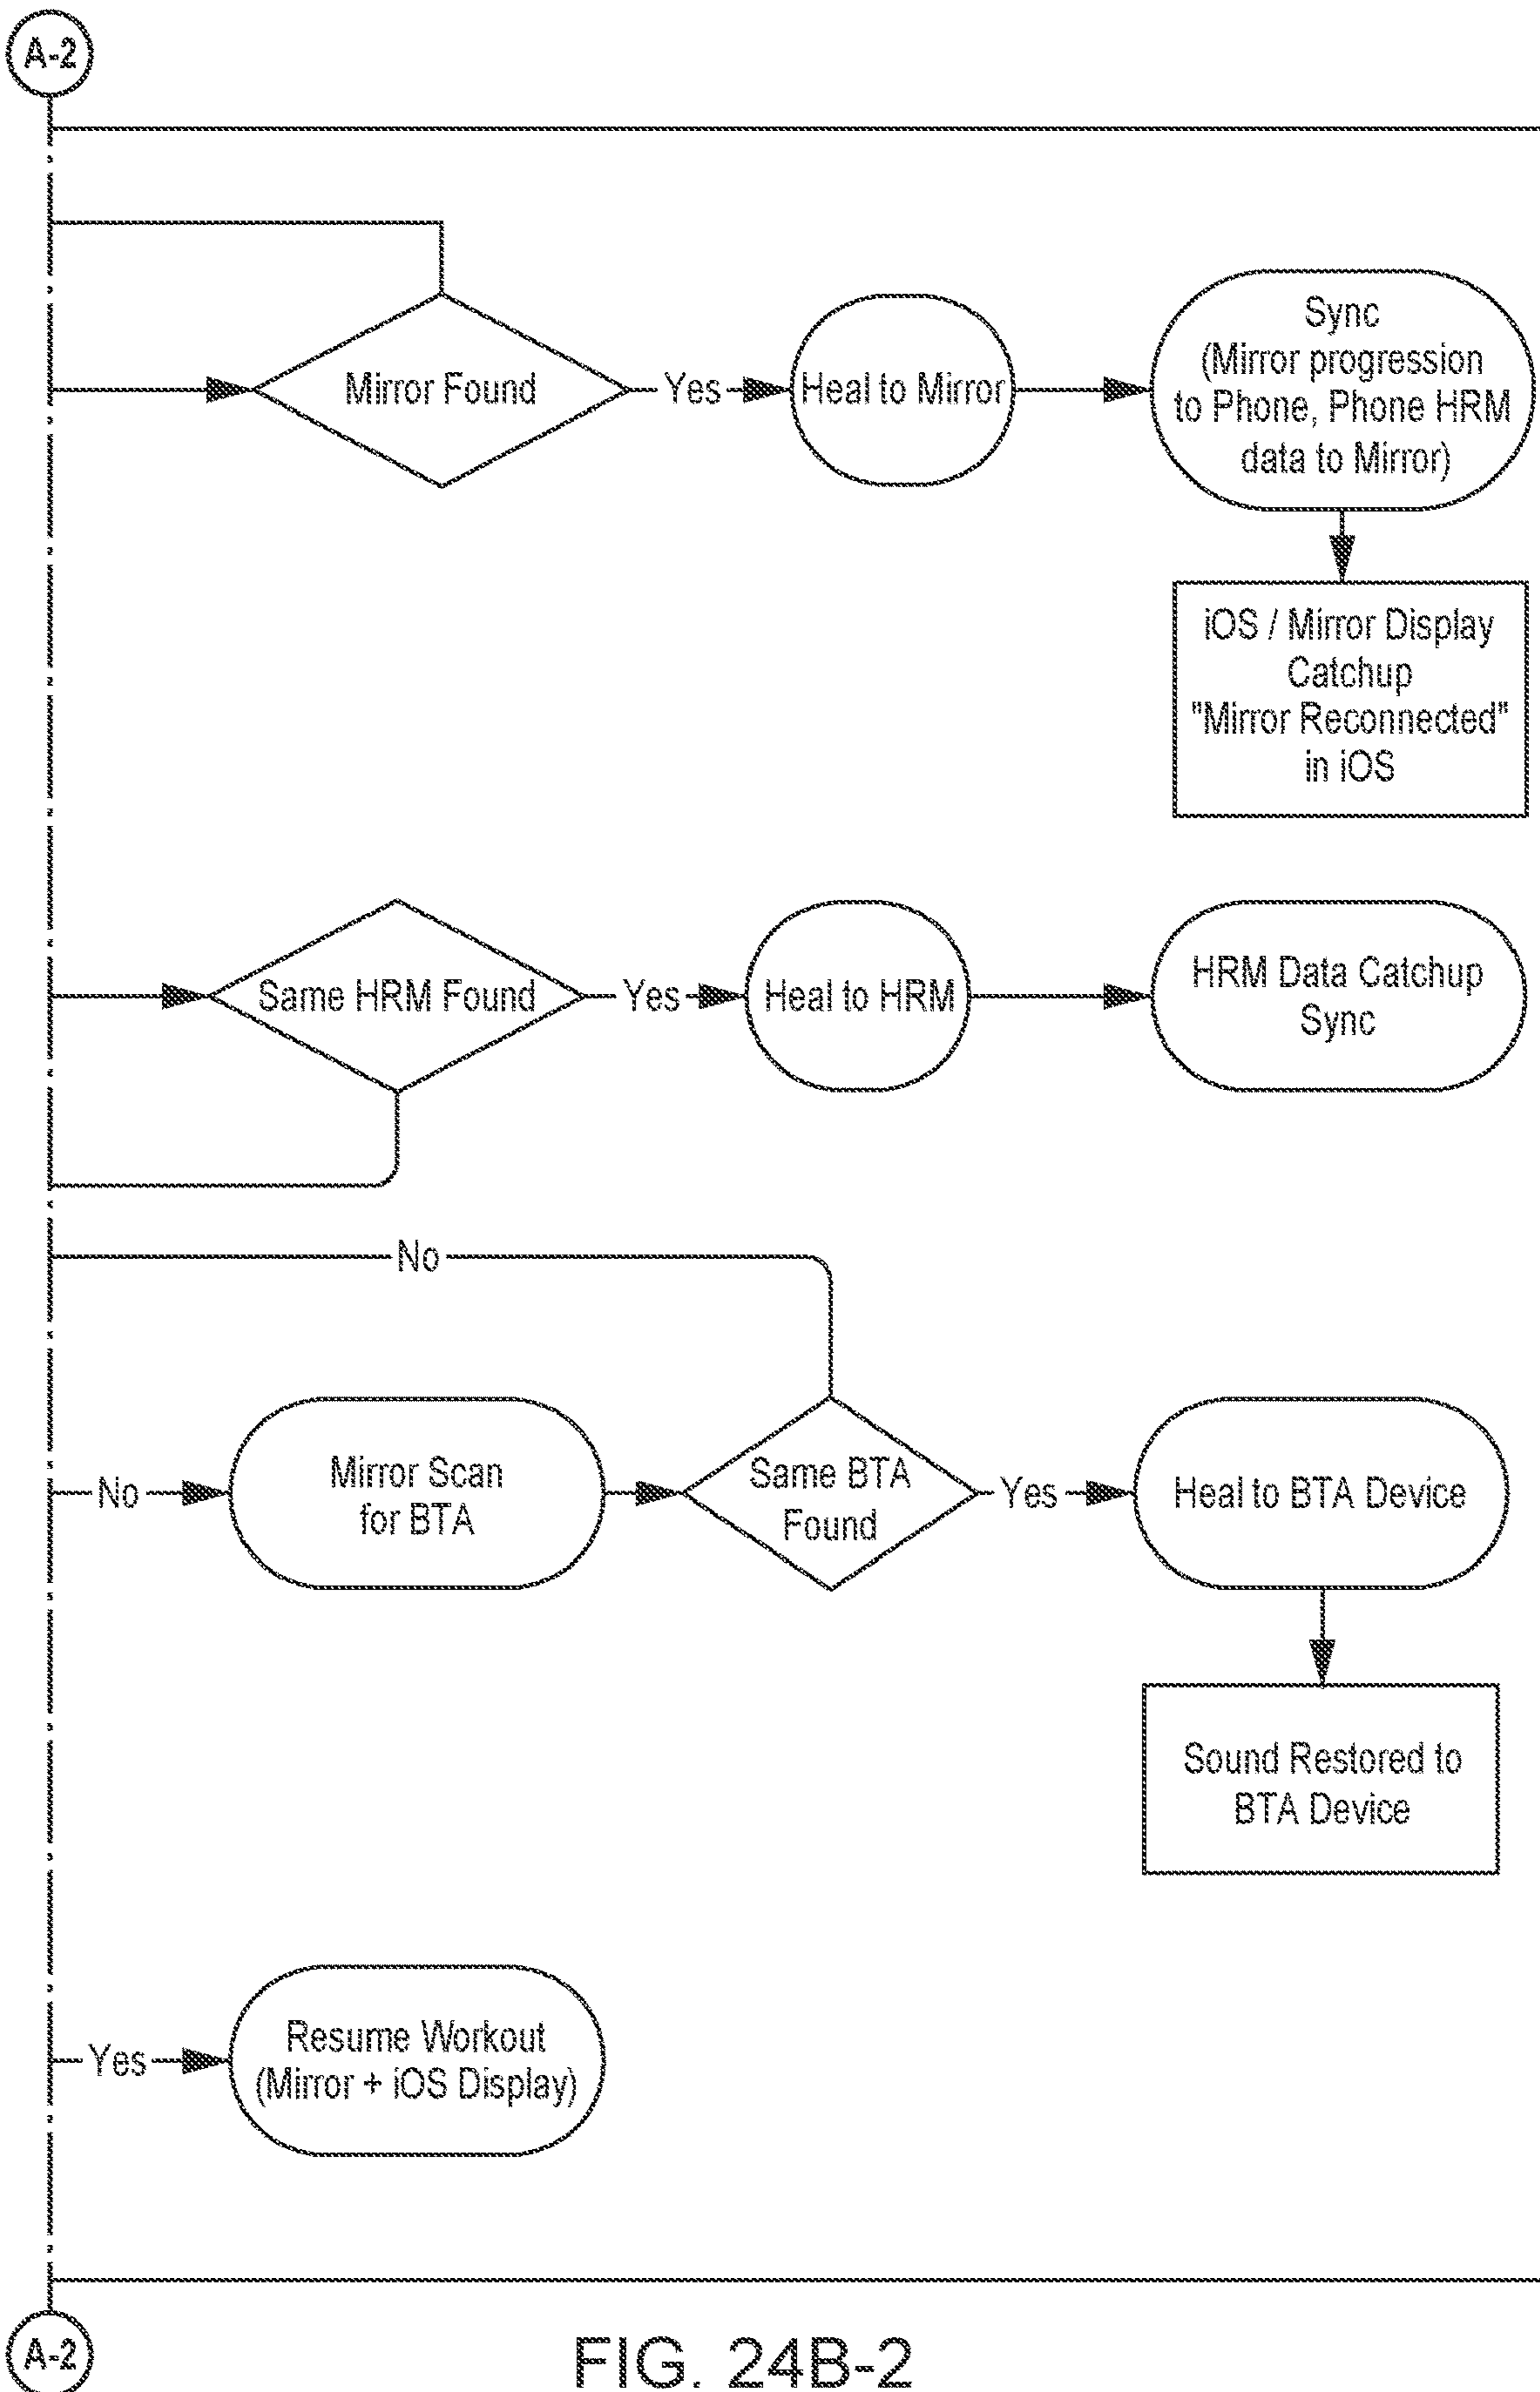 A-2
Mirror Found
Yes
Heal to Mirror
Sync
(Mirror progression
to Phone, Phone HRM
data to Mirror)
iOS / Mirror Display
Catchup
"Mirror Reconnected"
in iOS
Same HRM Found
Yes
Heal to HRM
HRM Data Catchup
Sync
No
No
Mirror Scan
for BTA
Same BTA
Found
Yes
Heal to BTA Device
Sound Restored to
BTA Device
Yes
Resume Workout
(Mirror + iOS Display)
A-2
FIG. 24B-2